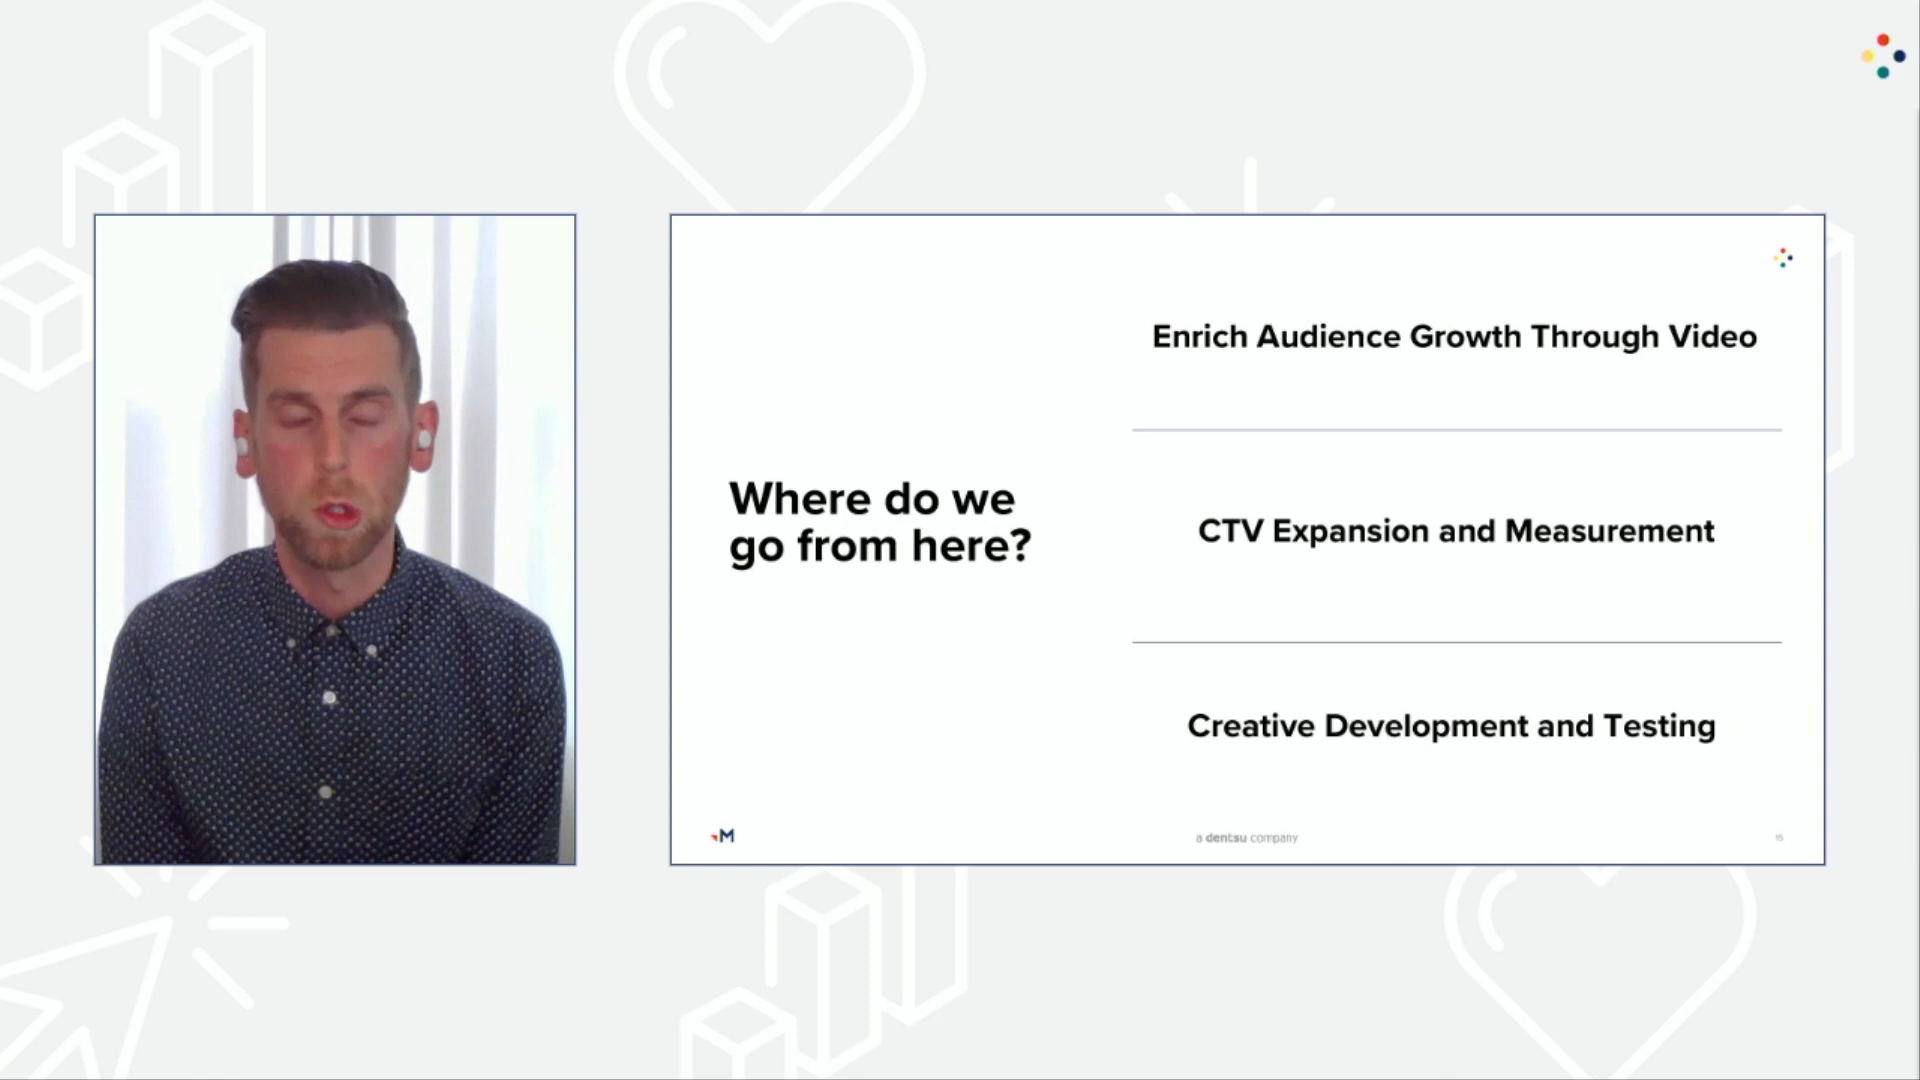 Where do we
go from here?
Enrich Audience Growth Through Video
CTV Expansion and Measurement
Creative Development and Testing
M
a dentsu company